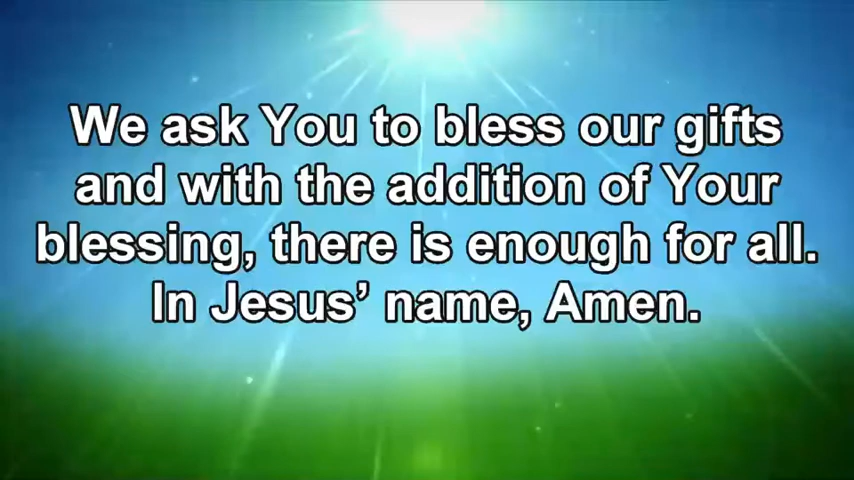 We ask You to bless our gifts
and with the addition of Your
blessing, there is enough for all.
In Jesus’ name, Amen.